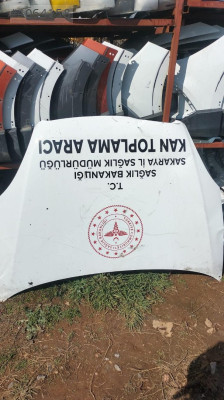 T.C.
SAĞLIK BAKANLIĞI
SAKARYA İL SAĞLIK MÜDÜRLÜĞÜ
KAN TOPLAMA ARACI